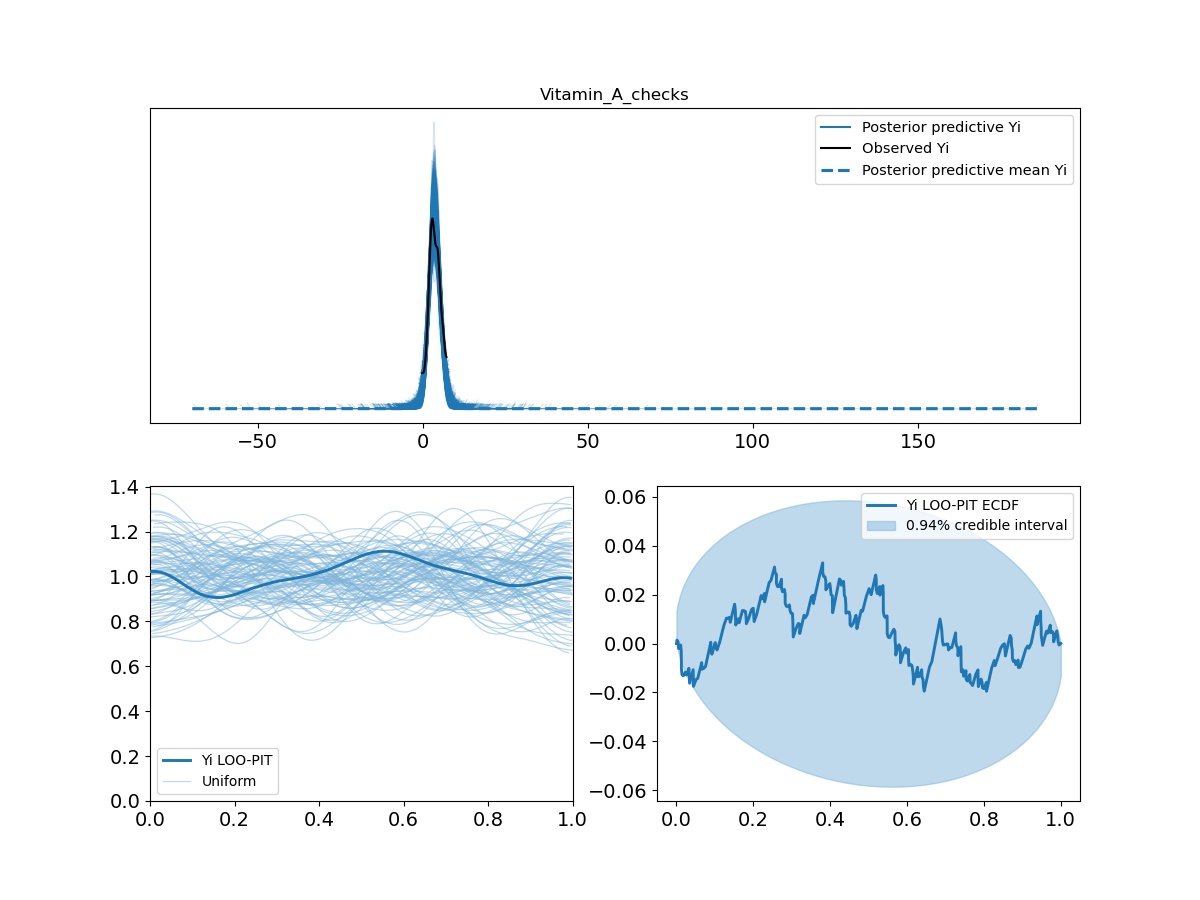 Vitamin_A_checks
Posterior predictive Yi
Observed Yi
Posterior predictive mean Yi
−50 0 50 100 150
1.4
1.2
1.0
0.8
0.6
0.4
0.2
0.0
Yi LOO-PIT
Uniform
0.0 0.2 0.4 0.6 0.8 1.0
0.06
0.04
0.02
0.00
−0.02
−0.04
−0.06
Yi LOO-PIT ECDF
0.94% credible interval
0.0 0.2 0.4 0.6 0.8 1.0